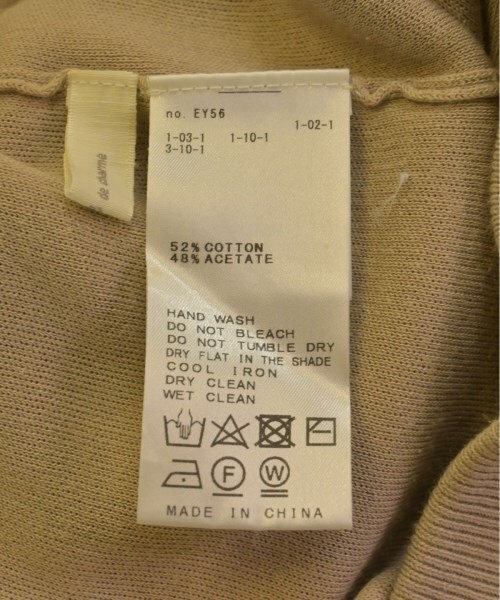 no. EY56
1-02-1
1-03-1 1-10-1
3-10-1
52% COTTON
48% ACETATE
HAND WASH
DO NOT BLEACH
DO NOT TUMBLE DRY
DRY FLAT IN THE SHADE
COOL IRON
DRY CLEAN
WET CLEAN
F W
MADE IN CHINA
de